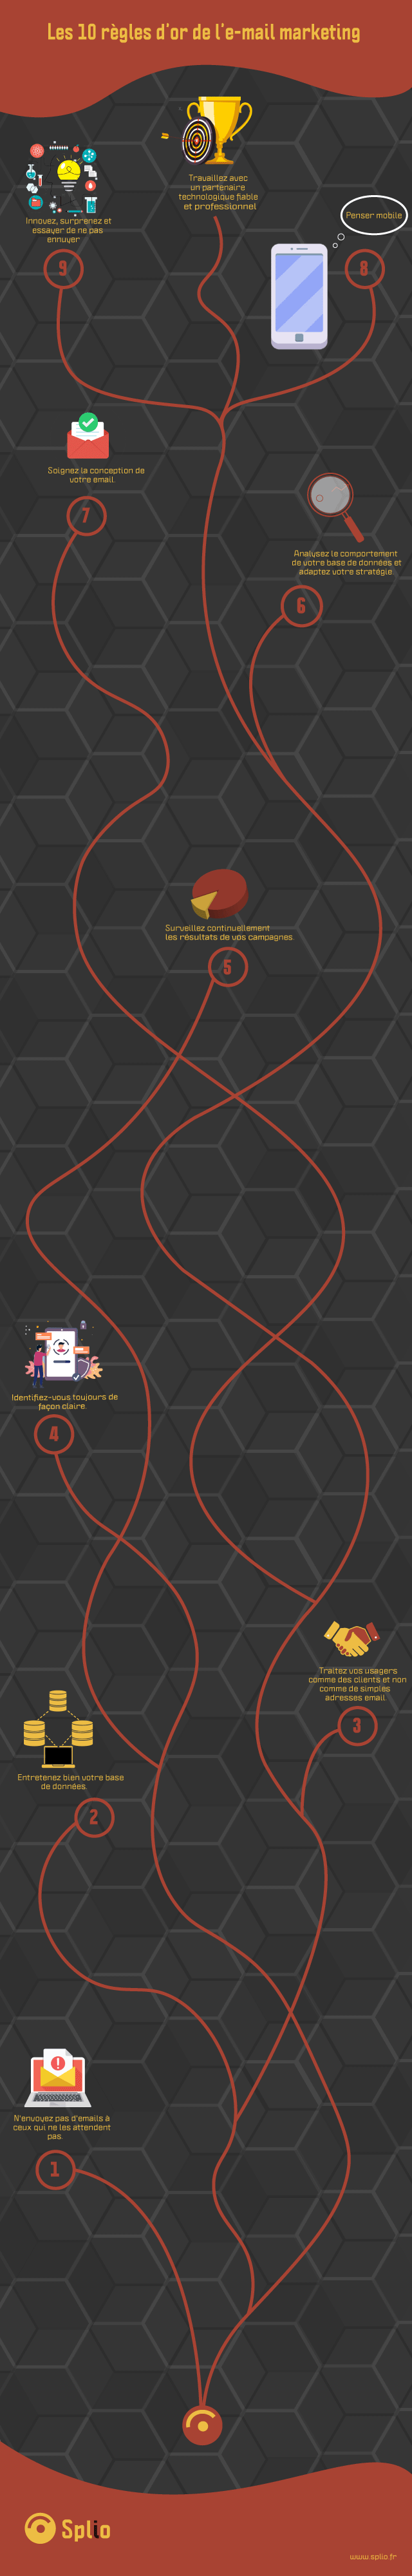 Les 10 règles d'or de l'e-mail marketing
Travaillez avec
un partenaire
technologique fiable
et professionnel
Penser mobile
8
Innovez, surprenez et
essayer de ne pas
ennuyer
9
Soignez la conception de
votre email.
7
Analysez le comportement
de votre base de données et
adaptez votre stratégie.
6
Surveillez continuellement
les résultats de vos campagnes.
5
Identifiez-vous toujours de
façon claire.
4
Traitez vos usagers
comme des clients et non
comme de simples
adresses email
3
Entretenez bien votre base
de données.
2
N'envoyez pas d'emails à
ceux qui ne les attendent
pas.
1
Splio
www.splio.fr